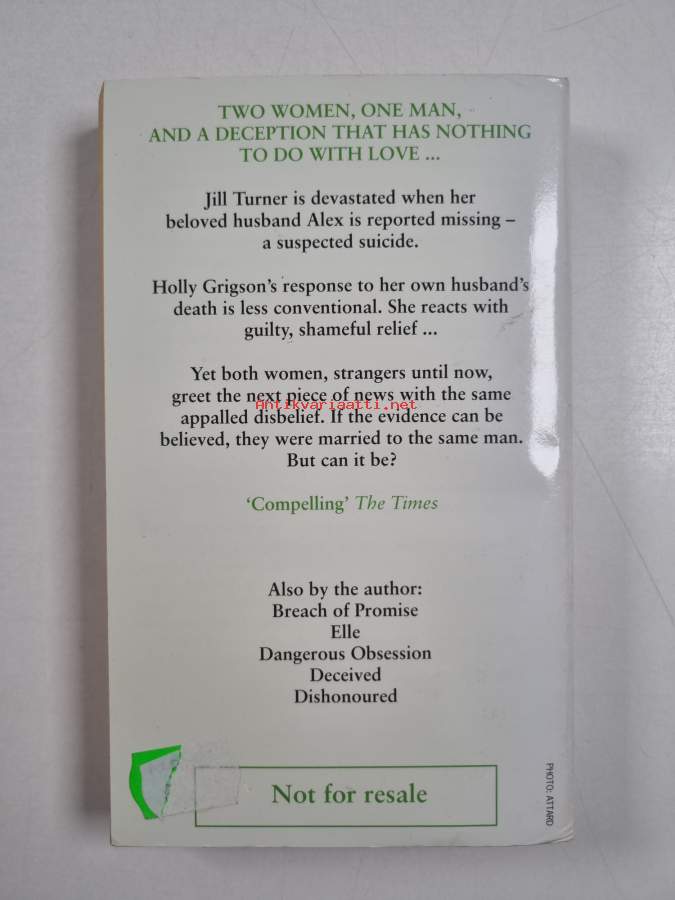 TWO WOMEN, ONE MAN,
AND A DECEPTION THAT HAS NOTHING
TO DO WITH LOVE ...
Jill Turner is devastated when her
beloved husband Alex is reported missing –
a suspected suicide.
Holly Grigson's response to her own husband's
death is less conventional. She reacts with
guilty, shameful relief ...
Yet both women, strangers until now,
greet the next piece of news with the same
Antikvariaatti.net
appalled disbelief. If the evidence can be
believed, they were married to the same man.
But can it be?
‘Compelling’ The Times
Also by the author:
Breach of Promise
Elle
Dangerous Obsession
Deceived
Dishonoured
Not for resale
PHOTO: ATTARD